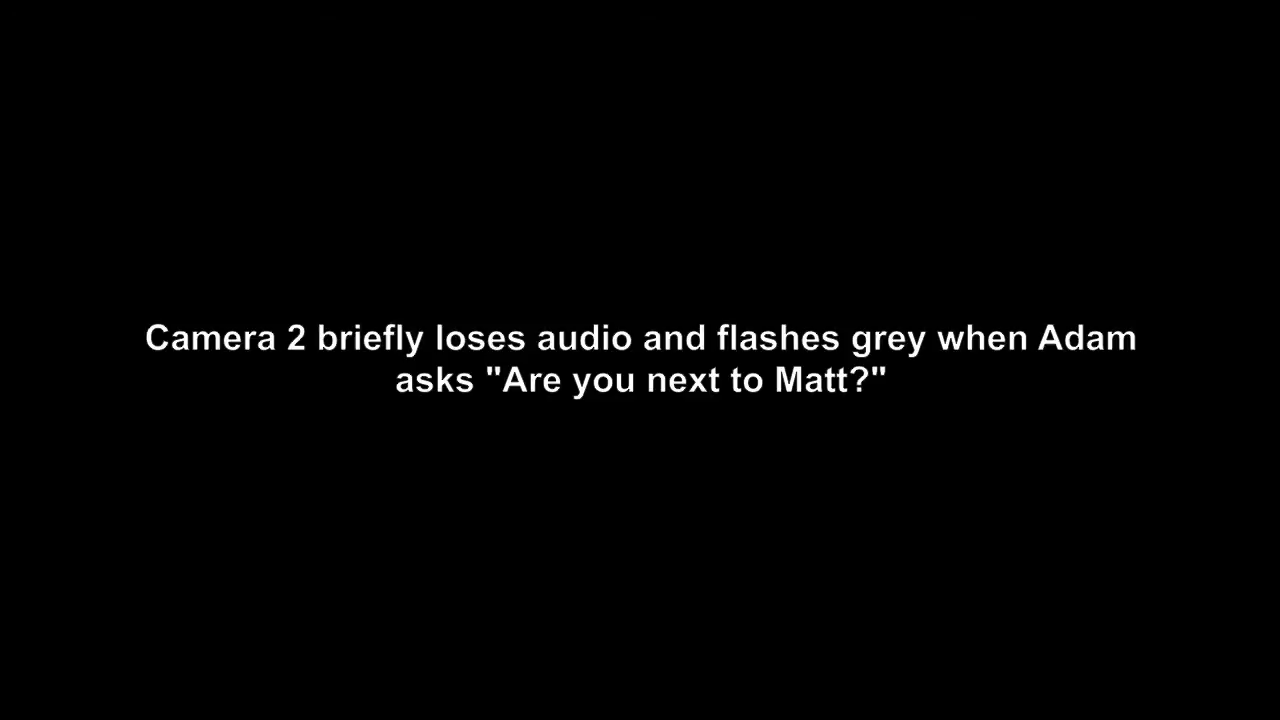 Camera 2 briefly loses audio and flashes grey when Adam
asks "Are you next to Matt?"